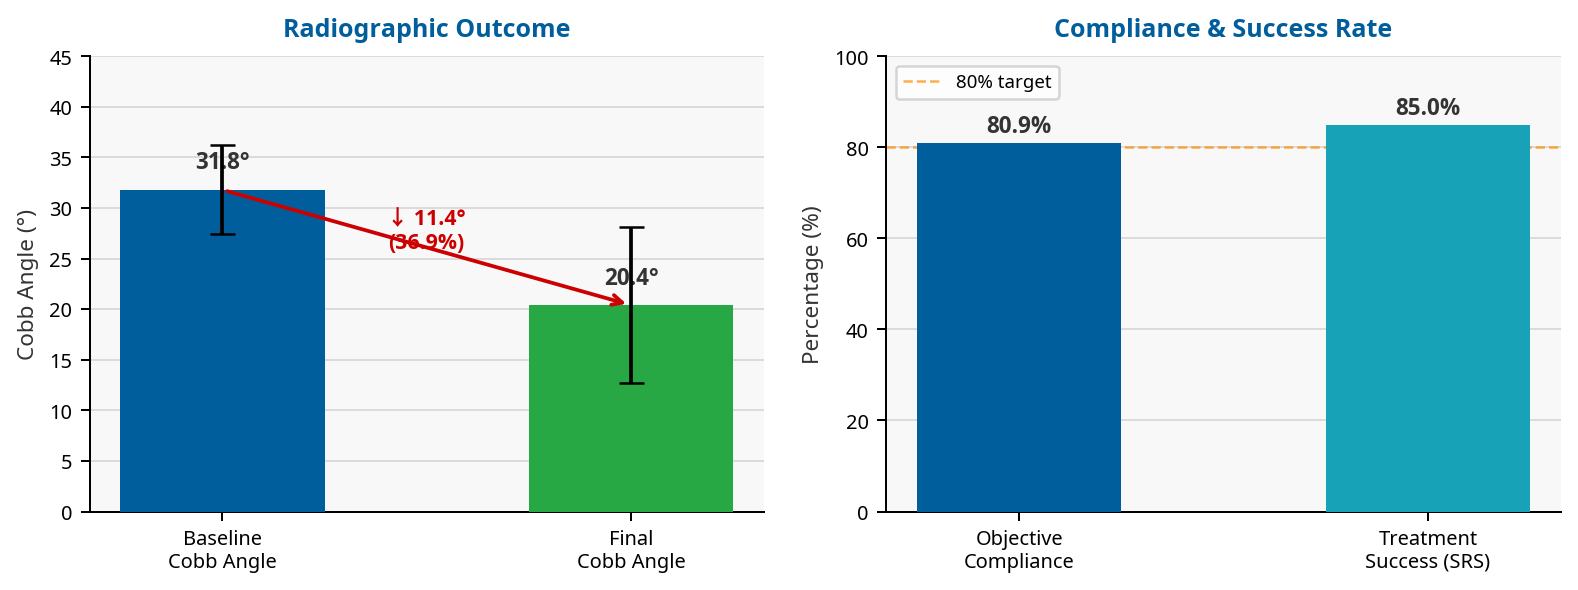 Radiographic Outcome
Cobb Angle (°)
45
40
35
30
25
20
15
10
5
0
31.8°
↓ 11.4°
(36.9%)
20.4°
Baseline
Cobb Angle
Final
Cobb Angle
Compliance & Success Rate
Percentage (%)
100
80
60
40
20
0
80% target
80.9%
85.0%
Objective
Compliance
Treatment
Success (SRS)